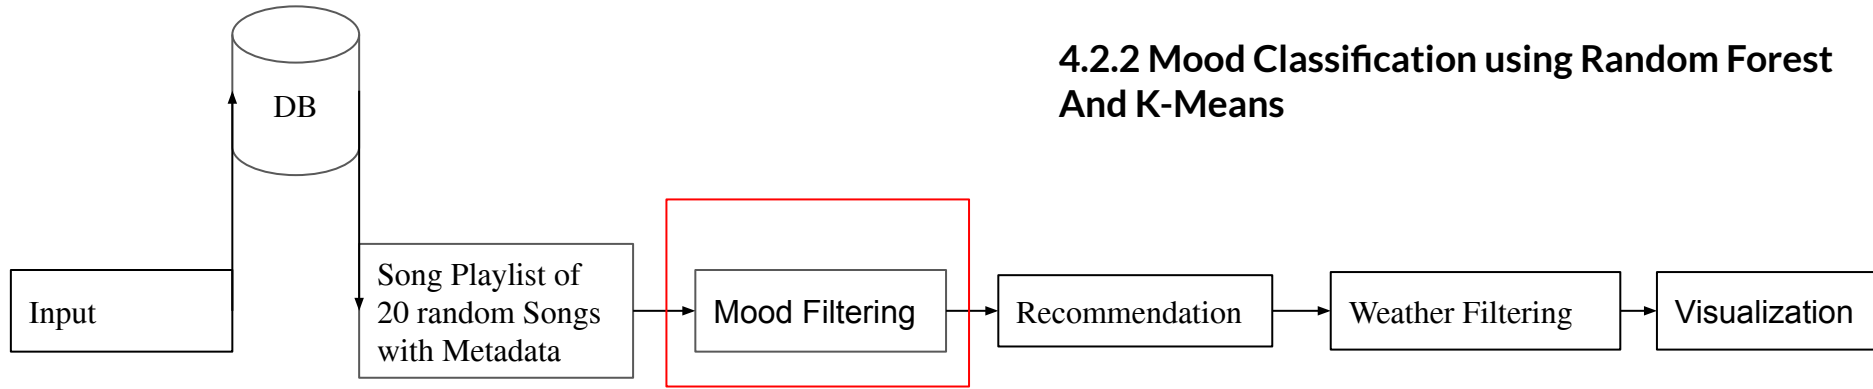 4.2.2 Mood Classification using Random Forest
And K-Means
DB
Input
Song Playlist of
20 random Songs
with Metadata
Mood Filtering
Recommendation
Weather Filtering
Visualization